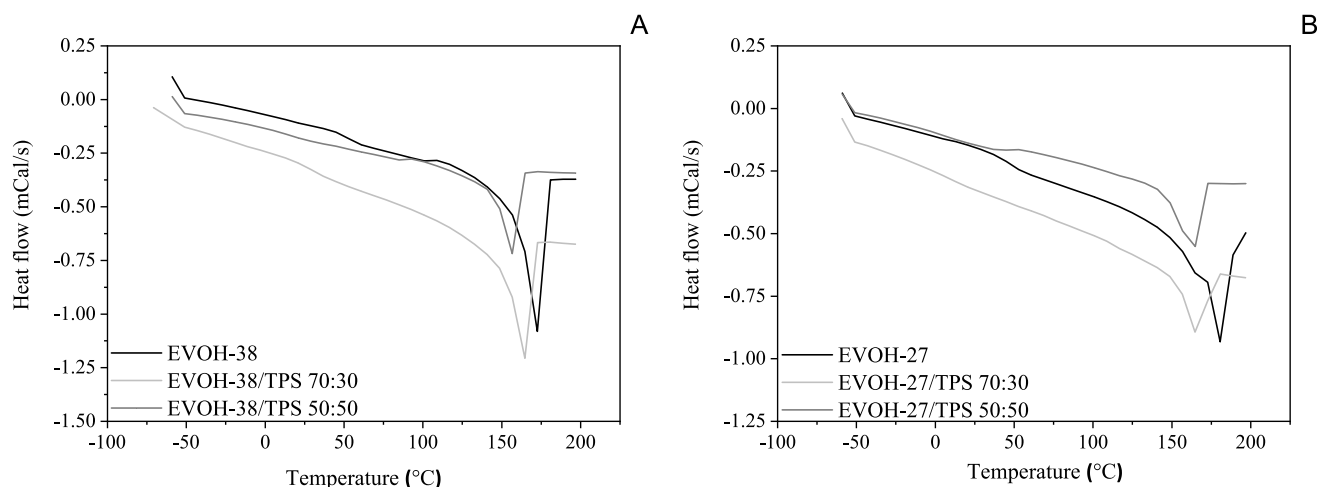 A
0.25
0.00
-0.25
-0.50
-0.75
-1.00
-1.25
-1.50
Heat flow (mCal/s)
EVOH-38
EVOH-38/TPS 70:30
EVOH-38/TPS 50:50
-100 -50 0 50 100 150 200
Temperature (°C)
B
0.25
0.00
-0.25
-0.50
-0.75
-1.00
-1.25
Heat flow (mCal/s)
EVOH-27
EVOH-27/TPS 70:30
EVOH-27/TPS 50:50
-100 -50 0 50 100 150 200
Temperature (°C)